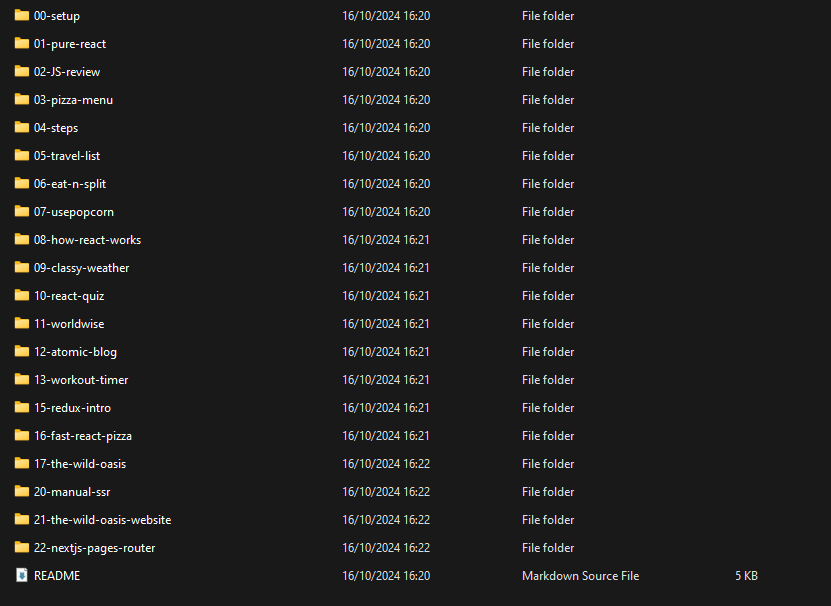 00-setup 16/10/2024 16:20 File folder
01-pure-react 16/10/2024 16:20 File folder
02-JS-review 16/10/2024 16:20 File folder
03-pizza-menu 16/10/2024 16:20 File folder
04-steps 16/10/2024 16:20 File folder
05-travel-list 16/10/2024 16:20 File folder
06-eat-n-split 16/10/2024 16:20 File folder
07-usepopcorn 16/10/2024 16:20 File folder
08-how-react-works 16/10/2024 16:21 File folder
09-classy-weather 16/10/2024 16:21 File folder
10-react-quiz 16/10/2024 16:21 File folder
11-worldwise 16/10/2024 16:21 File folder
12-atomic-blog 16/10/2024 16:21 File folder
13-workout-timer 16/10/2024 16:21 File folder
15-redux-intro 16/10/2024 16:21 File folder
16-fast-react-pizza 16/10/2024 16:21 File folder
17-the-wild-oasis 16/10/2024 16:22 File folder
20-manual-ssr 16/10/2024 16:22 File folder
21-the-wild-oasis-website 16/10/2024 16:22 File folder
22-nextjs-pages-router 16/10/2024 16:22 File folder
README 16/10/2024 16:20 Markdown Source File 5 KB